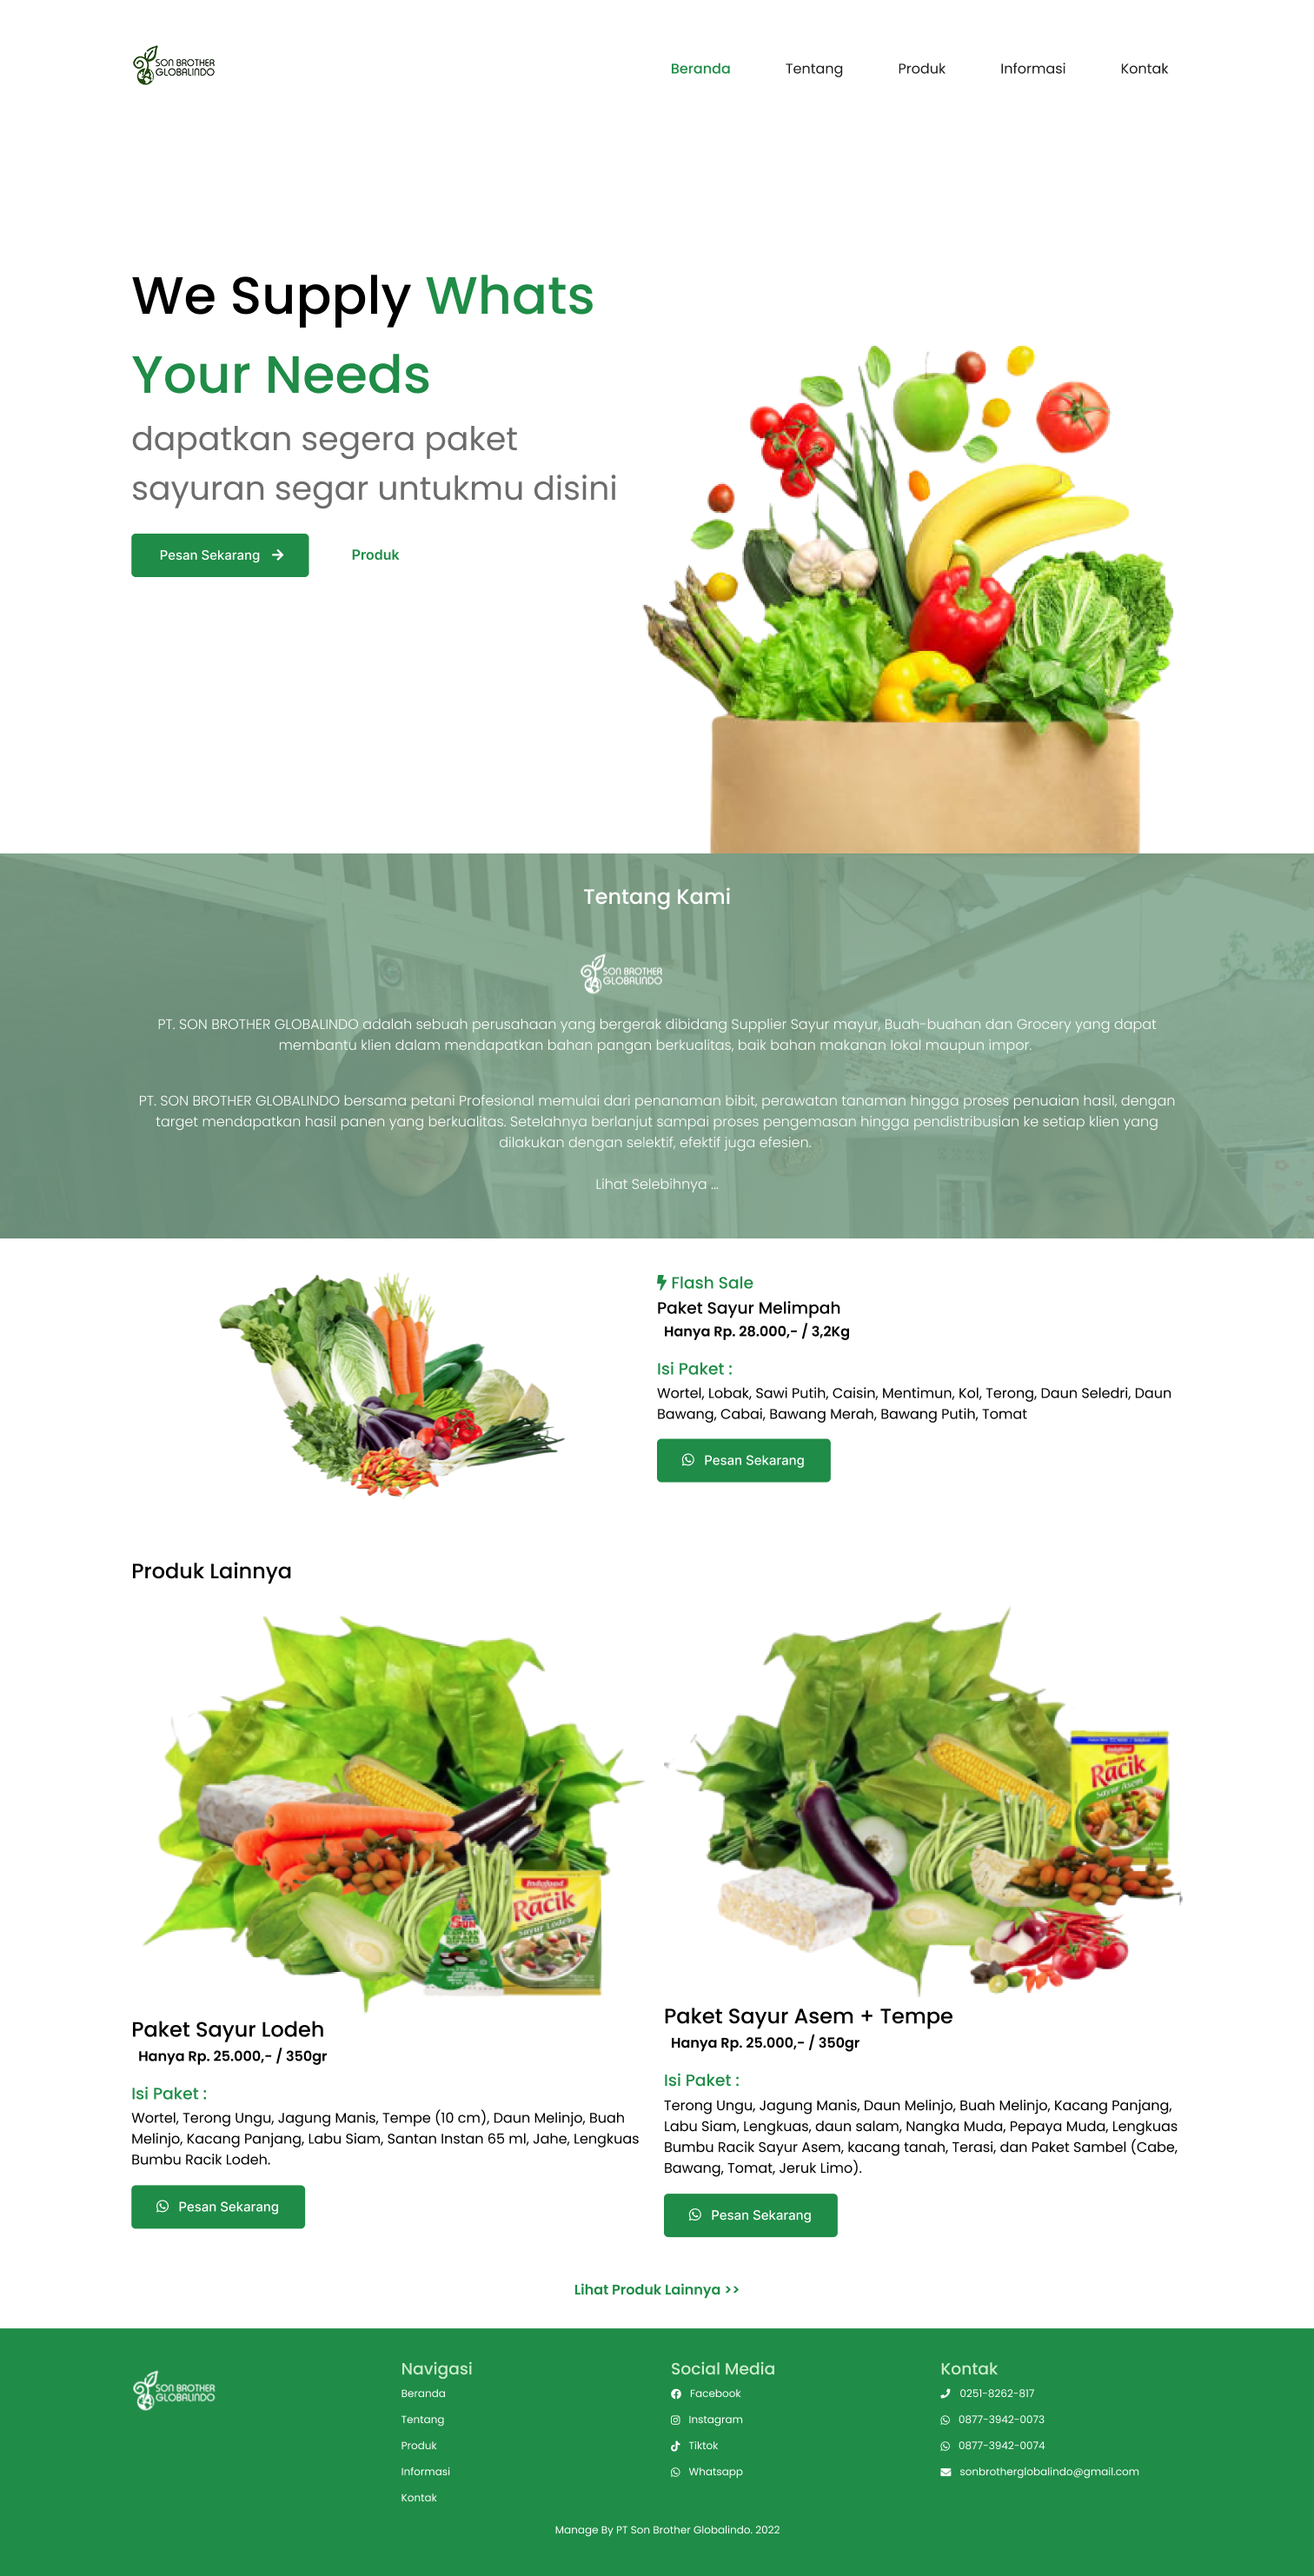 SON BROTHER
GLOBALINDO
Beranda
Tentang
Produk
Informasi
Kontak
We Supply Whats
Your Needs
dapatkan segera paket
sayuran segar untukmu disini
Pesan Sekarang
Produk
Tentang Kami
SON BROTHER
GLOBALINDO
PT. SON BROTHER GLOBALINDO adalah sebuah perusahaan yang bergerak dibidang Supplier Sayur mayur, Buah-buahan dan Grocery yang dapat
membantu klien dalam mendapatkan bahan pangan berkualitas, baik bahan makanan lokal maupun impor.
PT. SON BROTHER GLOBALINDO bersama petani Profesional memulai dari penanaman bibit, perawatan tanaman hingga proses penuaian hasil, dengan
target mendapatkan hasil panen yang berkualitas. Setelahnya berlanjut sampai proses pengemasan hingga pendistribusian ke setiap klien yang
dilakukan dengan selektif, efektif juga efesien.
Lihat Selebihnya ...
Flash Sale
Paket Sayur Melimpah
Hanya Rp. 28.000,- / 3,2Kg
Isi Paket :
Wortel, Lobak, Sawi Putih, Caisin, Mentimun, Kol, Terong, Daun Seledri, Daun
Bawang, Cabai, Bawang Merah, Bawang Putih, Tomat
Pesan Sekarang
Produk Lainnya
Indofood
Racik
Sayur Lodeh
SUN
Indofood
Racik
Sayur Asem
Paket Sayur Lodeh
Hanya Rp. 25.000,- / 350gr
Isi Paket :
Wortel, Terong Ungu, Jagung Manis, Tempe (10 cm), Daun Melinjo, Buah
Melinjo, Kacang Panjang, Labu Siam, Santan Instan 65 ml, Jahe, Lengkuas
Bumbu Racik Lodeh.
Pesan Sekarang
Paket Sayur Asem + Tempe
Hanya Rp. 25.000,- / 350gr
Isi Paket :
Terong Ungu, Jagung Manis, Daun Melinjo, Buah Melinjo, Kacang Panjang,
Labu Siam, Lengkuas, daun salam, Nangka Muda, Pepaya Muda, Lengkuas
Bumbu Racik Sayur Asem, kacang tanah, Terasi, dan Paket Sambel (Cabe,
Bawang, Tomat, Jeruk Limo).
Pesan Sekarang
Lihat Produk Lainnya >>
SON BROTHER
GLOBALINDO
Navigasi
Beranda
Tentang
Produk
Informasi
Kontak
Social Media
Facebook
Instagram
Tiktok
Whatsapp
Kontak
0251-8262-817
0877-3942-0073
0877-3942-0074
sonbrotherglobalindo@gmail.com
Manage By PT Son Brother Globalindo. 2022